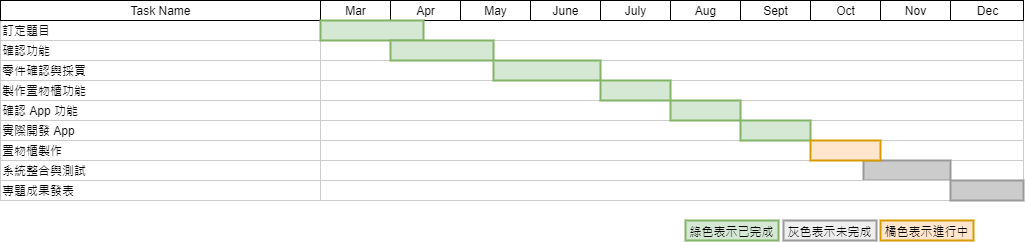 Task Name Mar Apr May June July Aug Sept Oct Nov Dec
訂定題目
確認功能
零件確認與採買
製作置物櫃功能
確認 App 功能
實際開發 App
置物櫃製作
系統整合與測試
專題成果發表
綠色表示已完成 灰色表示未完成 橘色表示進行中